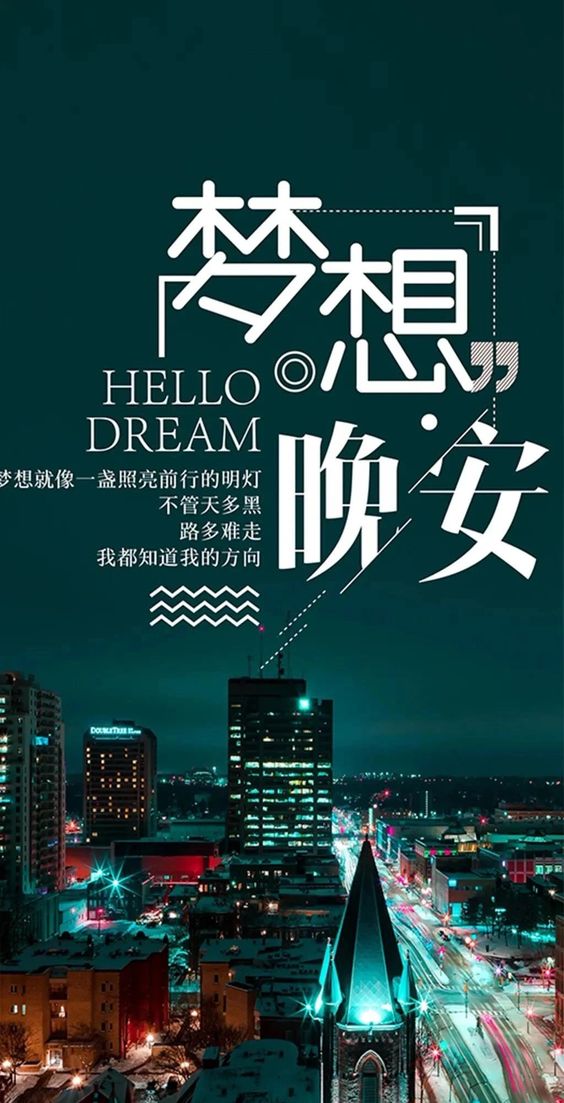 梦想
HELLO
DREAM
晚安
梦想就像一盏照亮前行的明灯
不管天多黑
路多难走
我都知道我的方向
DOUBLETREE